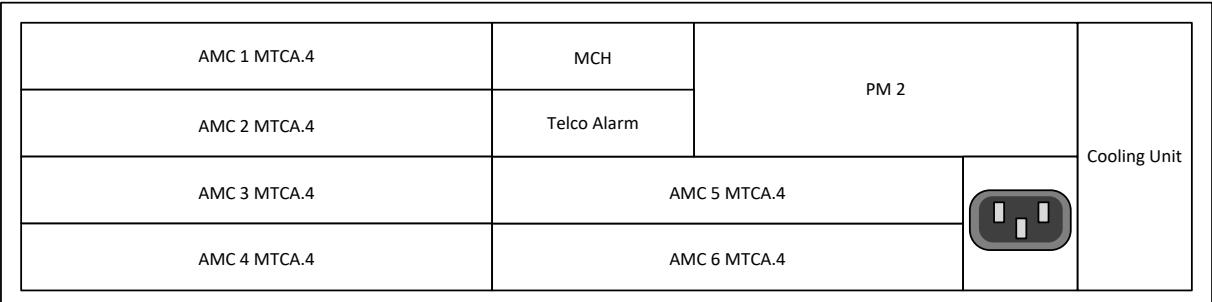 AMC 1 MTCA.4
MCH
PM 2
AMC 2 MTCA.4
Telco Alarm
Cooling Unit
AMC 3 MTCA.4
AMC 5 MTCA.4
AMC 4 MTCA.4
AMC 6 MTCA.4